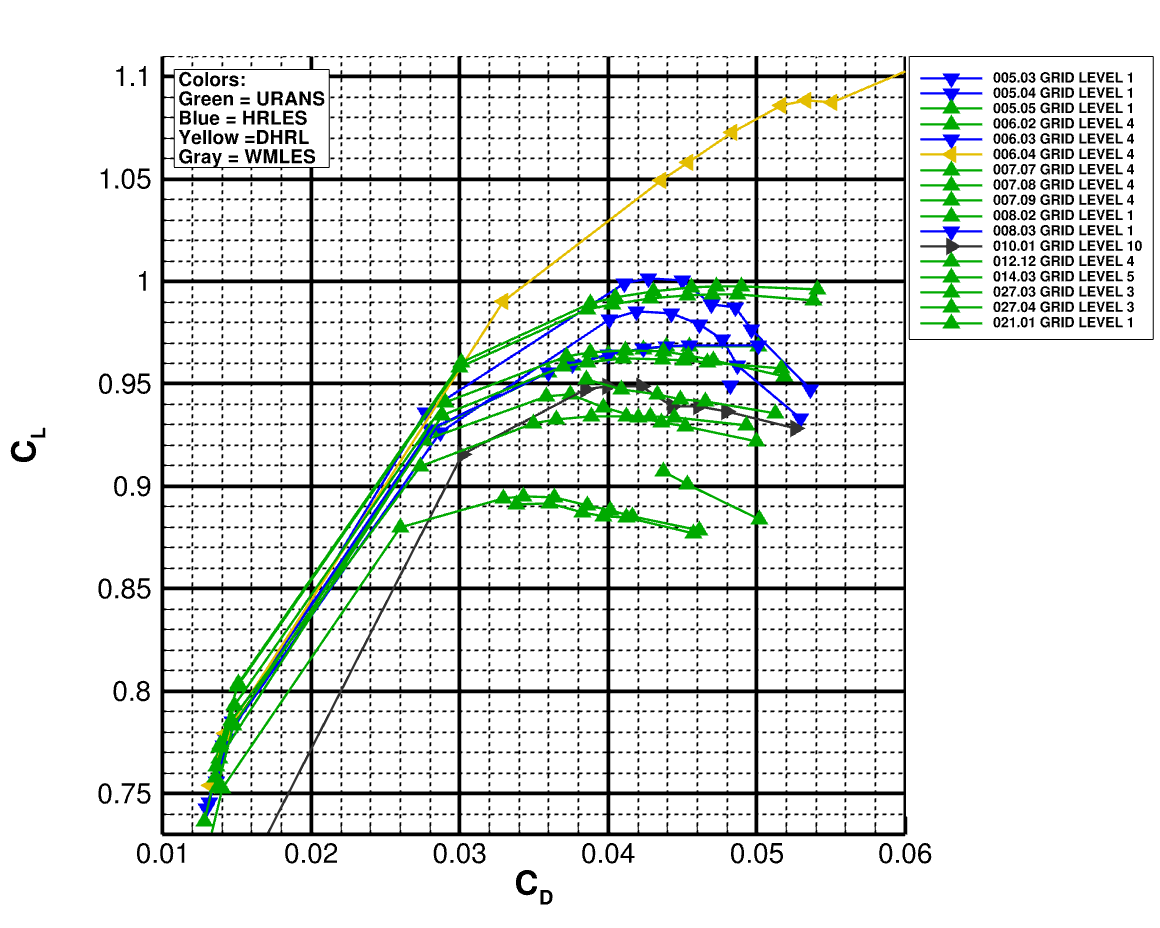 Colors:
Green = URANS
Blue = HRLES
Yellow =DHRL
Gray = WMLES
005.03 GRID LEVEL 1
005.04 GRID LEVEL 1
005.05 GRID LEVEL 1
006.02 GRID LEVEL 4
006.03 GRID LEVEL 4
006.04 GRID LEVEL 4
007.07 GRID LEVEL 4
007.08 GRID LEVEL 4
007.09 GRID LEVEL 4
008.02 GRID LEVEL 1
008.03 GRID LEVEL 1
010.01 GRID LEVEL 10
012.12 GRID LEVEL 4
014.03 GRID LEVEL 5
027.03 GRID LEVEL 3
027.04 GRID LEVEL 3
021.01 GRID LEVEL 1
1.1
1.05
1
0.95
0.9
0.85
0.8
0.75
CL
0.01 0.02 0.03 0.04 0.05 0.06
CD